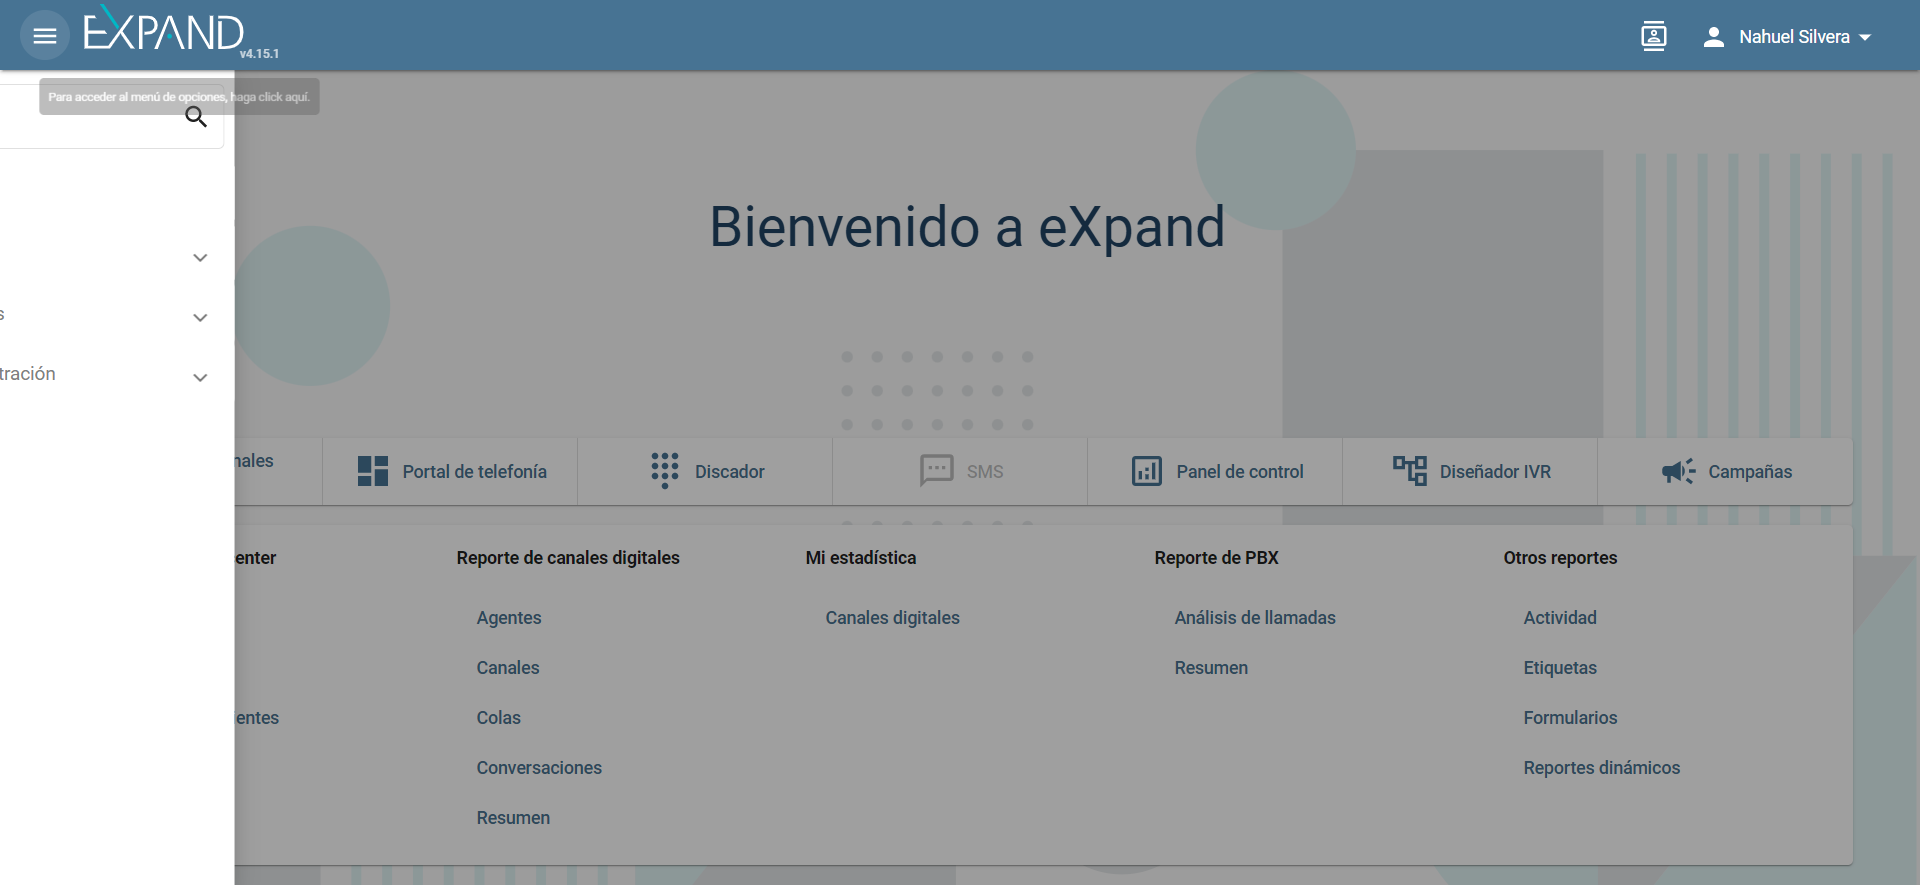 EXPAND
v4.15.1
Nahuel Silvera
Para acceder al menú de opciones, haga click aquí.
Bienvenido a eXpand
s
tración
nales
Portal de telefonía
Discador
SMS
Panel de control
Diseñador IVR
Campañas
enter
Reporte de canales digitales
Mi estadística
Reporte de PBX
Otros reportes
Agentes
Canales digitales
Análisis de llamadas
Actividad
Canales
Resumen
Etiquetas
ientes
Colas
Formularios
Conversaciones
Reportes dinámicos
Resumen